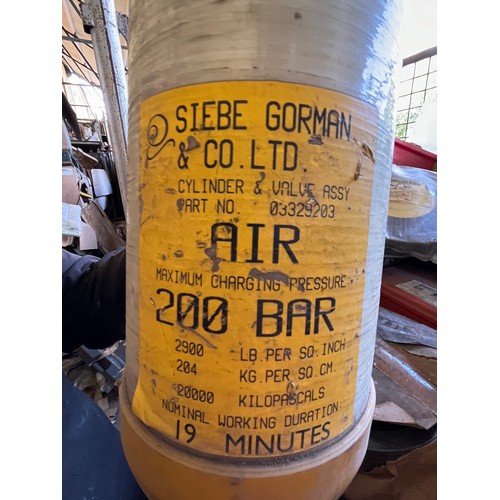 SIEBE GORMAN
& CO. LTD.
CYLINDER & VALVE ASSY
PART NO 03329203
AIR
MAXIMUM CHARGING PRESSURE
200 BAR
2900 LB. PER SQ. INCH
204 KG. PER SQ. CM.
20000 KILOPASCALS
NOMINAL WORKING DURATION
19 MINUTES